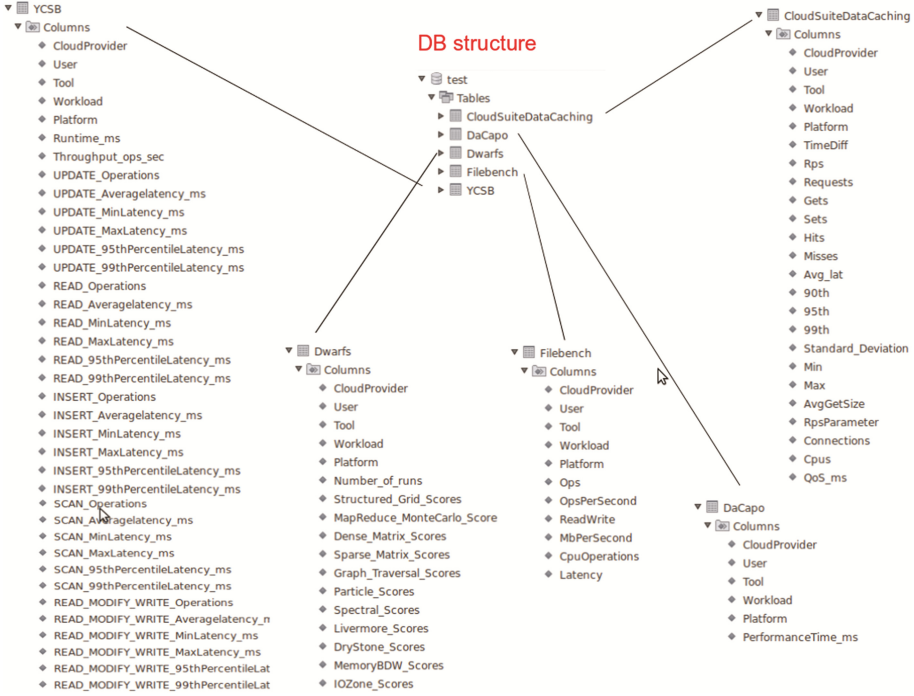 YCSB
Columns
CloudProvider
User
Tool
Workload
Platform
Runtime_ms
Throughput_ops_sec
UPDATE_Operations
UPDATE_Averagelatency_ms
UPDATE_MinLatency_ms
UPDATE_MaxLatency_ms
UPDATE_95thPercentileLatency_ms
UPDATE_99thPercentileLatency_ms
READ_Operations
READ_Averagelatency_ms
READ_MinLatency_ms
READ_MaxLatency_ms
READ_95thPercentileLatency_ms
READ_99thPercentileLatency_ms
INSERT_Operations
INSERT_Averagelatency_ms
INSERT_MinLatency_ms
INSERT_MaxLatency_ms
INSERT_95thPercentileLatency_ms
INSERT_99thPercentileLatency_ms
SCAN_Operations
SCAN_Averagelatency_ms
SCAN_MinLatency_ms
SCAN_MaxLatency_ms
SCAN_95thPercentileLatency_ms
SCAN_99thPercentileLatency_ms
READ_MODIFY_WRITE_Operations
READ_MODIFY_WRITE_Averagelatency_m
READ_MODIFY_WRITE_MinLatency_ms
READ_MODIFY_WRITE_MaxLatency_ms
READ_MODIFY_WRITE_95thPercentileLat
READ_MODIFY_WRITE_99thPercentileLat
DB structure
test
Tables
CloudSuiteDataCaching
DaCapo
Dwarfs
Filebench
YCSB
Dwarfs
Columns
CloudProvider
User
Tool
Workload
Platform
Number_of_runs
Structured_Grid_Scores
MapReduce_MonteCarlo_Score
Dense_Matrix_Scores
Sparse_Matrix_Scores
Graph_Traversal_Scores
Particle_Scores
Spectral_Scores
Livermore_Scores
DryStone_Scores
MemoryBDW_Scores
IOZone_Scores
Filebench
Columns
CloudProvider
User
Tool
Workload
Platform
Ops
OpsPerSecond
ReadWrite
MbPerSecond
CpuOperations
Latency
CloudSuiteDataCaching
Columns
CloudProvider
User
Tool
Workload
Platform
TimeDiff
Rps
Requests
Gets
Sets
Hits
Misses
Avg_lat
90th
95th
99th
Standard_Deviation
Min
Max
AvgGetSize
RpsParameter
Connections
Cpus
QoS_ms
DaCapo
Columns
CloudProvider
User
Tool
Workload
Platform
PerformanceTime_ms